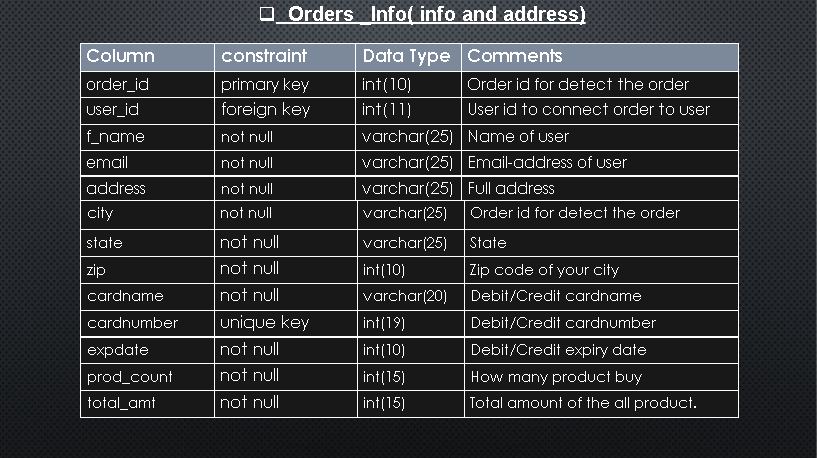 ❑ Orders _Info( info and address)
Column constraint Data Type Comments
order_id primary key int(10) Order id for detect the order
user_id foreign key int(11) User id to connect order to user
f_name not null varchar(25) Name of user
email not null varchar(25) Email-address of user
address not null varchar(25) Full address
city not null varchar(25) Order id for detect the order
state not null varchar(25) State
zip not null int(10) Zip code of your city
cardname not null varchar(20) Debit/Credit cardname
cardnumber unique key int(19) Debit/Credit cardnumber
expdate not null int(10) Debit/Credit expiry date
prod_count not null int(15) How many product buy
total_amt not null int(15) Total amount of the all product.